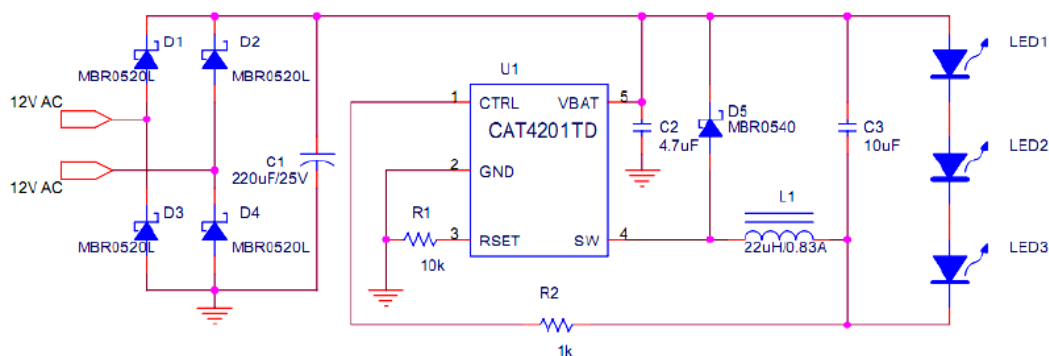 D1
MBR0520L
D2
MBR0520L
12V AC
12V AC
D3
MBR0520L
D4
MBR0520L
C1
220uF/25V
U1
1
CTRL
VBAT
5
CAT4201TD
2
GND
R1
10k
3
RSET
SW
4
C2
4.7uF
D5
MBR0540
C3
10uF
L1
22uH/0.83A
R2
1k
LED1
LED2
LED3